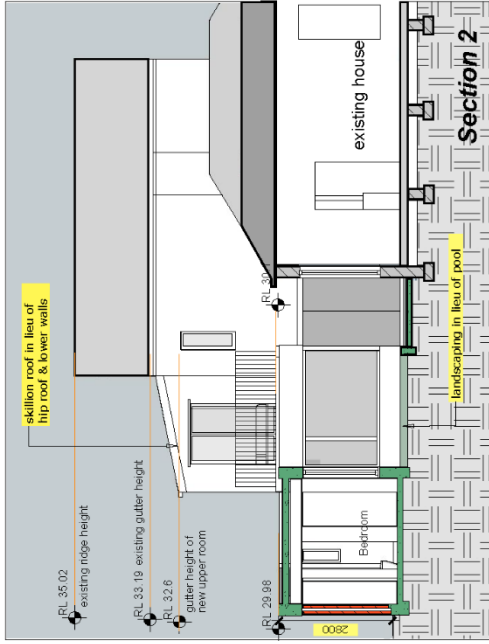 RL 35.02
existing ridge height
RL 33.19 existing gutter height
RL 32.6
gutter height of
new upper room
RL 29.98
2800
skillion roof in lieu of
hip roof & lower walls
Bedroom
RL 30
existing house
landscaping in lieu of pool
Section 2